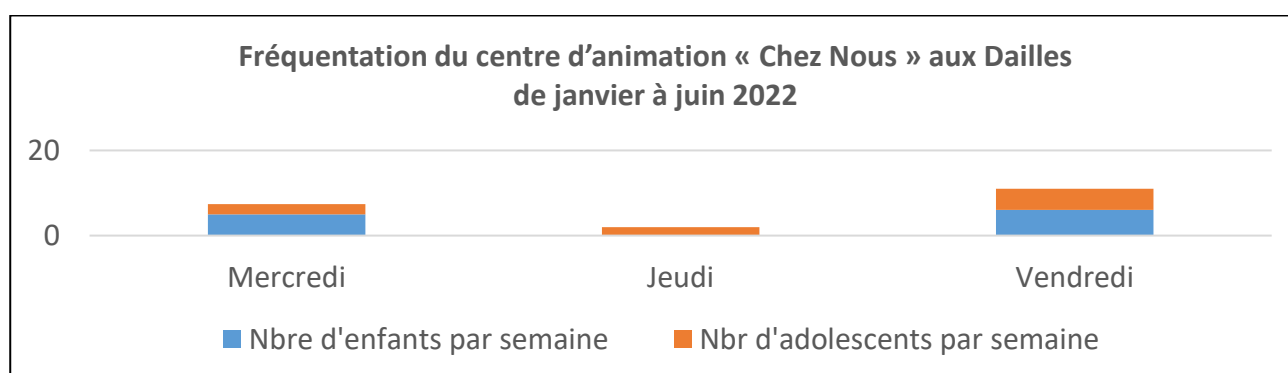 Fréquentation du centre d’animation « Chez Nous » aux Dailles
de janvier à juin 2022
20
0
Mercredi Jeudi Vendredi
Nbre d'enfants par semaine Nbr d'adolescents par semaine